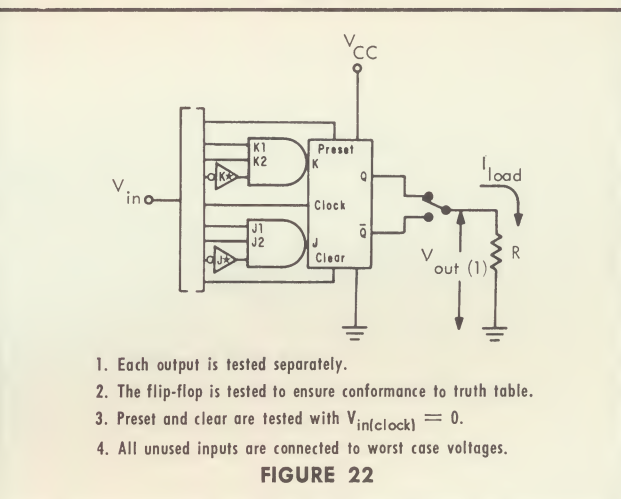 V CC
Preset
K1
K
K2
K*
Q
I load
V in
Clock
J1
J2
J
J*
Q̅
Clear
V out (1)
R
1. Each output is tested separately.
2. The flip-flop is tested to ensure conformance to truth table.
3. Preset and clear are tested with V in(clock) = 0.
4. All unused inputs are connected to worst case voltages.
FIGURE 22